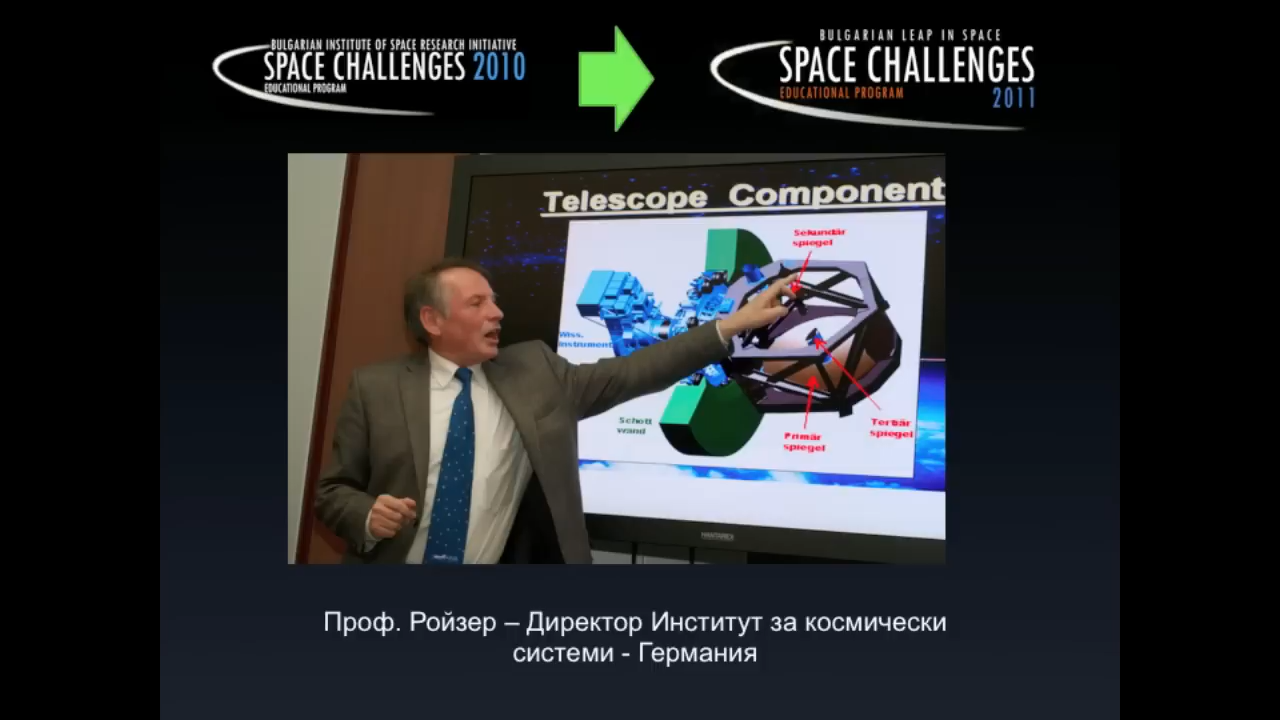 BULGARIAN INSTITUTE OF SPACE RESEARCH INITIATIVE
SPACE CHALLENGES 2010
EDUCATIONAL PROGRAM
BULGARIAN LEAP IN SPACE
SPACE CHALLENGES
EDUCATIONAL PROGRAM
2011
Telescope Component
Sekundär
spiegel
Wiss.
Instrument
Schott
wand
Primär
spiegel
Tertiär
spiegel
HANTAREX
Проф. Ройзер – Директор Институт за космически
системи - Германия